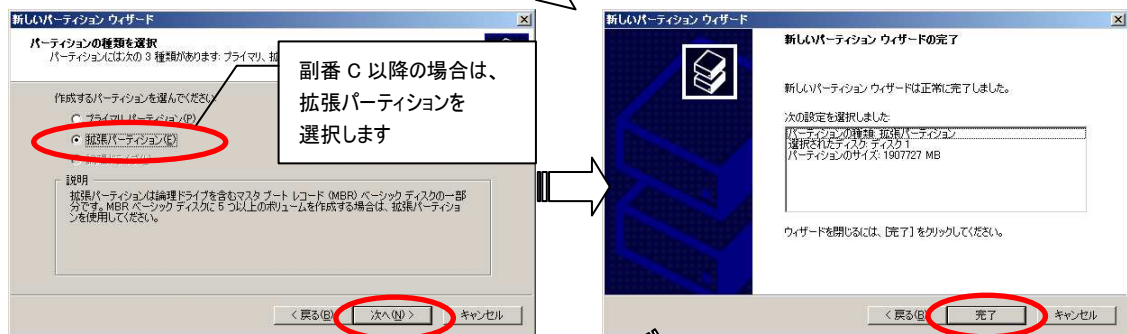 新しいパーティション ウィザード
パーティションの種類を選択
パーティションには次の 3 種類があります: プライマリ、拡
作成するパーティションを選んでください
プライマリ パーティション(P)
拡張パーティション(E)
説明
拡張パーティションは論理ドライブを含むマスタ ブート レコード (MBR) ベーシック ディスクの一部
分です。MBR ベーシック ディスクに 5 つ以上のボリュームを作成する場合は、拡張パーティショ
ンを使用してください。
< 戻る(B)
次へ(N) >
キャンセル
副番 C 以降の場合は、
拡張パーティションを
選択します
新しいパーティション ウィザード
新しいパーティション ウィザードの完了
新しいパーティション ウィザードは正常に完了しました。
次の設定を選択しました:
パーティションの種類: 拡張パーティション
選択されたディスク: ディスク 1
パーティションのサイズ: 1907727 MB
ウィザードを閉じるには、[完了] をクリックしてください。
< 戻る(B)
完了
キャンセル